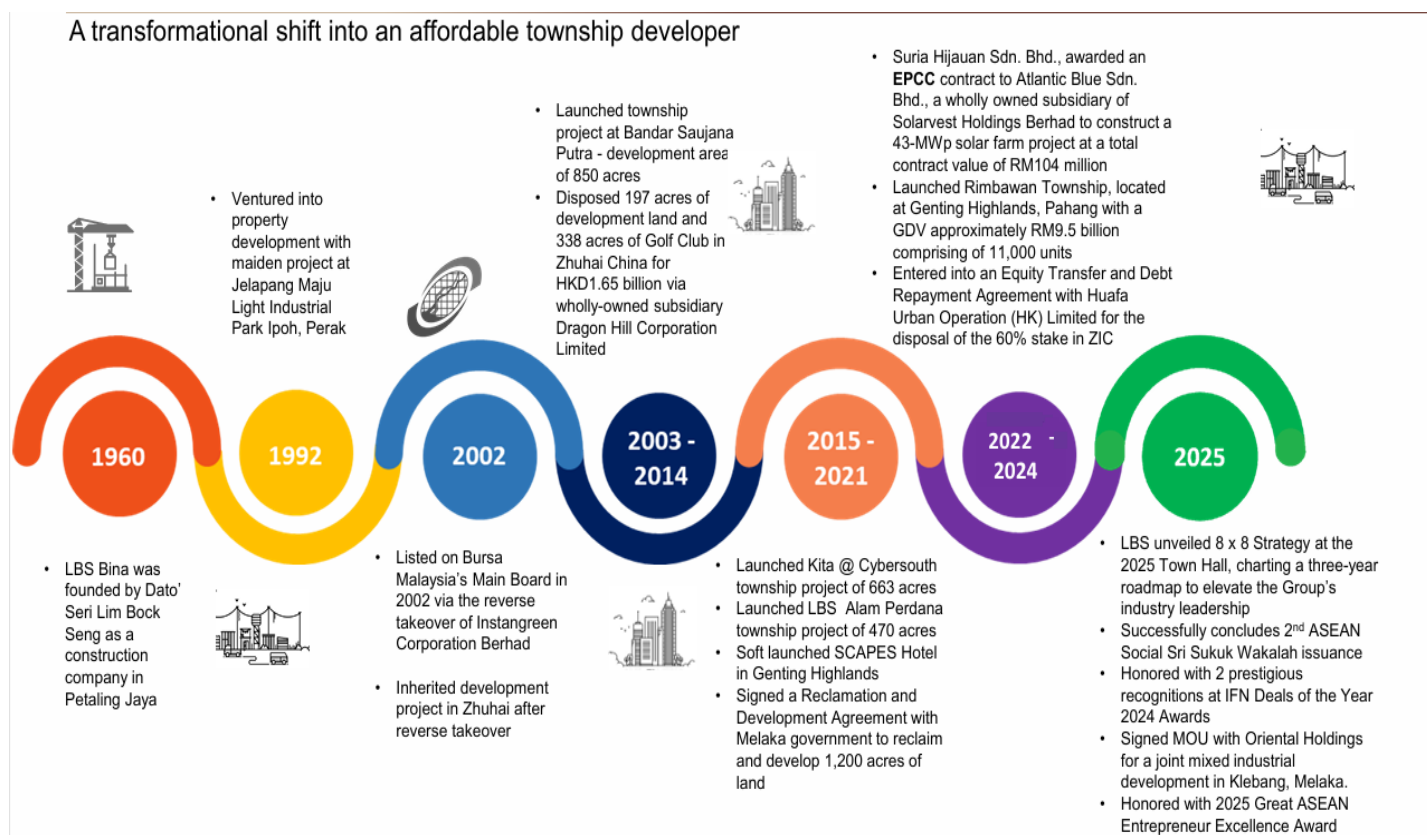 A transformational shift into an affordable township developer
1960
• LBS Bina was
founded by Dato’
Seri Lim Bock
Seng as a
construction
company in
Petaling Jaya
• Ventured into
property
development with
maiden project at
Jelapang Maju
Light Industrial
Park Ipoh, Perak
1992
2002
• Listed on Bursa
Malaysia’s Main Board in
2002 via the reverse
takeover of Instangreen
Corporation Berhad
• Inherited development
project in Zhuhai after
reverse takeover
• Launched township
project at Bandar Saujana
Putra - development area
of 850 acres
• Disposed 197 acres of
development land and
338 acres of Golf Club in
Zhuhai China for
HKD1.65 billion via
wholly-owned subsidiary
Dragon Hill Corporation
Limited
2003 -
2014
2015 -
2021
• Launched Kita @ Cybersouth
township project of 663 acres
• Launched LBS Alam Perdana
township project of 470 acres
• Soft launched SCAPES Hotel
in Genting Highlands
• Signed a Reclamation and
Development Agreement with
Melaka government to reclaim
and develop 1,200 acres of
land
• Suria Hijauan Sdn. Bhd., awarded an
EPCC contract to Atlantic Blue Sdn.
Bhd., a wholly owned subsidiary of
Solarvest Holdings Berhad to construct a
43-MWp solar farm project at a total
contract value of RM104 million
• Launched Rimbawan Township, located
at Genting Highlands, Pahang with a
GDV approximately RM9.5 billion
comprising of 11,000 units
• Entered into an Equity Transfer and Debt
Repayment Agreement with Huafa
Urban Operation (HK) Limited for the
disposal of the 60% stake in ZIC
2022 -
2024
2025
• LBS unveiled 8 x 8 Strategy at the
2025 Town Hall, charting a three-year
roadmap to elevate the Group’s
industry leadership
• Successfully concludes 2nd ASEAN
Social Sri Sukuk Wakalah issuance
• Honored with 2 prestigious
recognitions at IFN Deals of the Year
2024 Awards
• Signed MOU with Oriental Holdings
for a joint mixed industrial
development in Klebang, Melaka.
• Honored with 2025 Great ASEAN
Entrepreneur Excellence Award